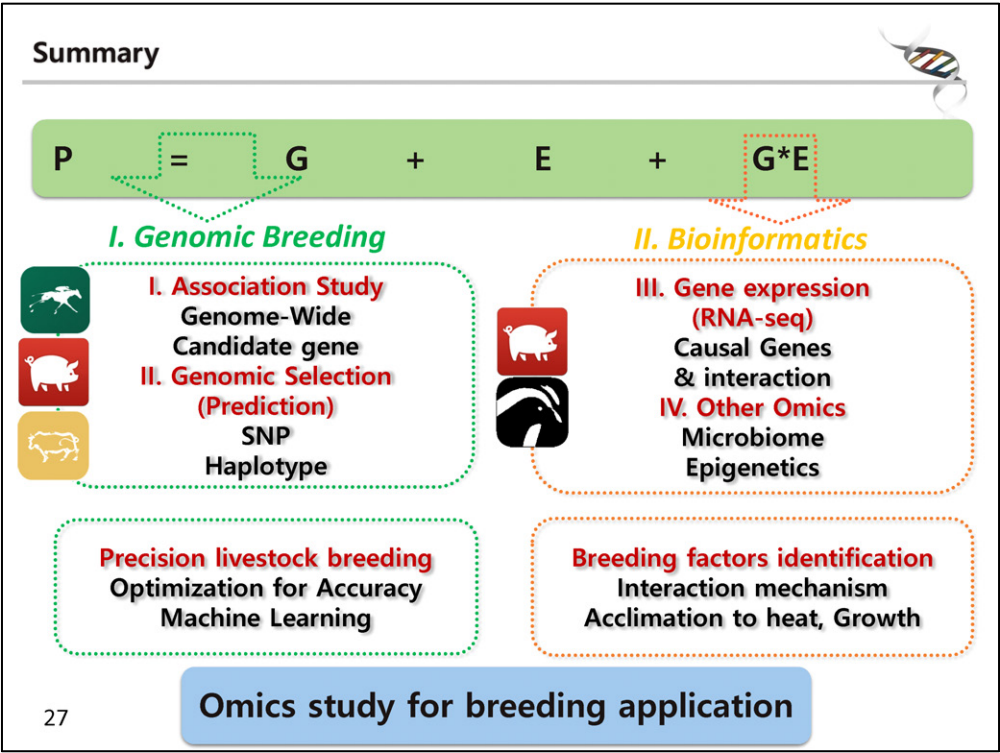 Summary
P = G + E + G*E
I. Genomic Breeding
I. Association Study
Genome-Wide
Candidate gene
II. Genomic Selection
(Prediction)
SNP
Haplotype
Precision livestock breeding
Optimization for Accuracy
Machine Learning
II. Bioinformatics
III. Gene expression
(RNA-seq)
Causal Genes
& interaction
IV. Other Omics
Microbiome
Epigenetics
Breeding factors identification
Interaction mechanism
Acclimation to heat, Growth
Omics study for breeding application
27